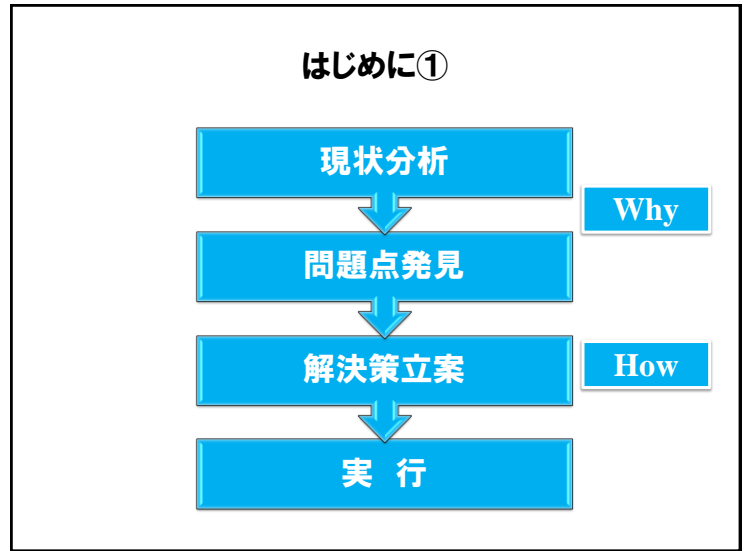 はじめに①
現状分析
Why
問題点発見
解決策立案
How
実 行